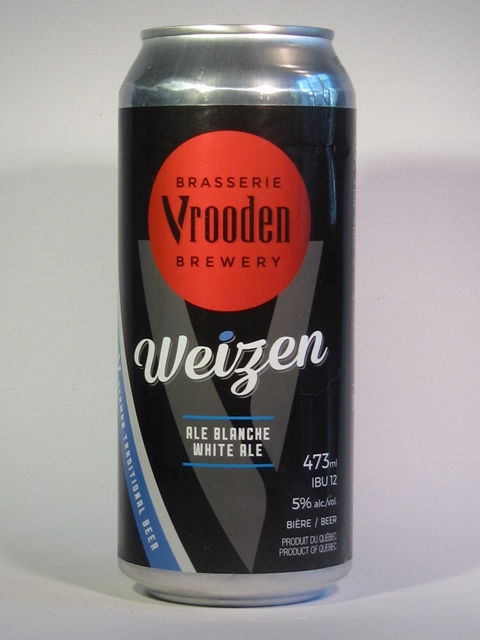 BRASSERIE
Vrooden
BREWERY
Weizen
ALE BLANCHE
WHITE ALE
473ml
IBU 12
5% alc./vol.
BIÈRE / BEER
PRODUIT DU QUÉBEC
PRODUCT OF QUEBEC
GERMAN TRADITIONAL BEER